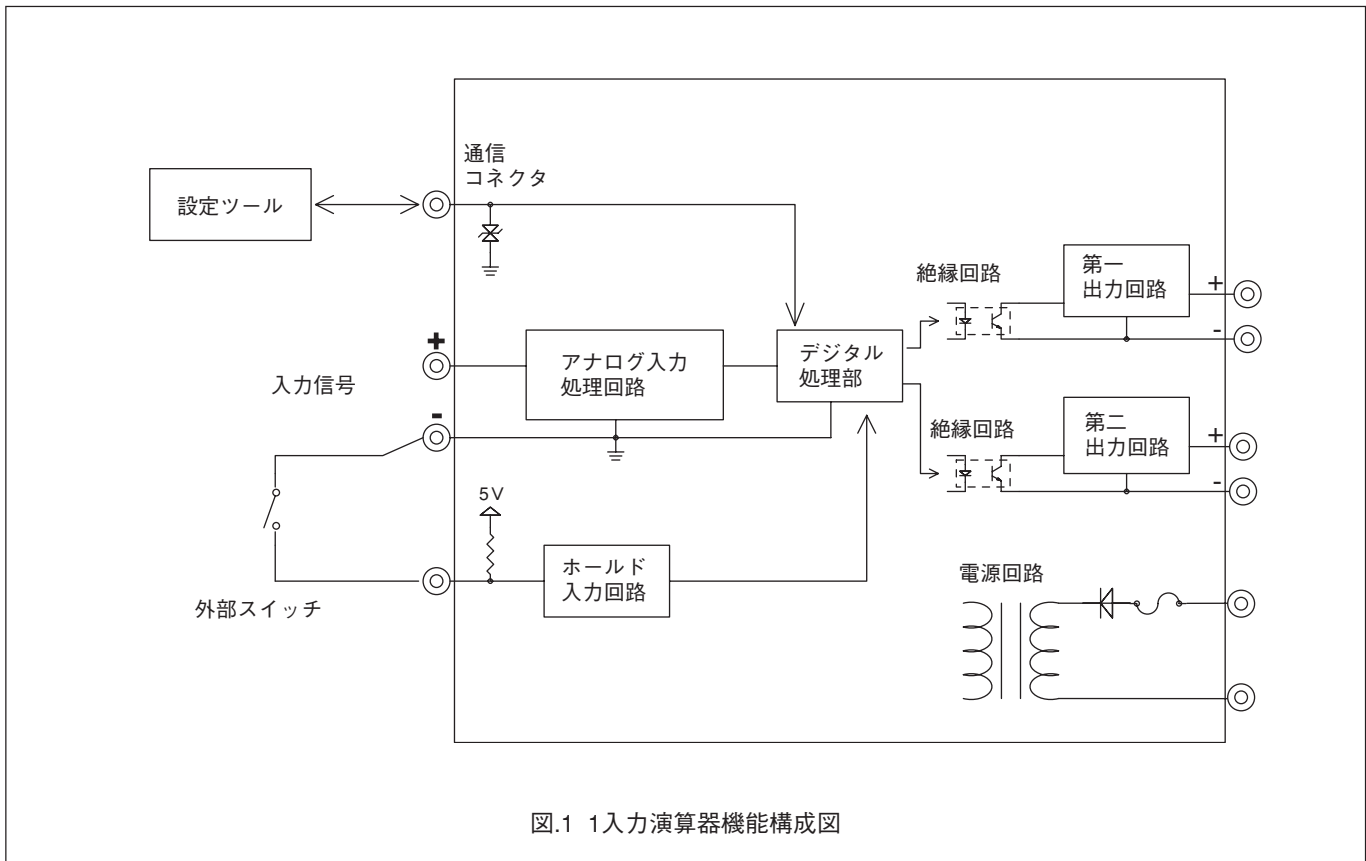 通信
コネクタ
設定ツール
絶縁回路
第一
出力回路
+
-
+
アナログ入力
処理回路
デジタル
処理部
入力信号
-
絶縁回路
第二
出力回路
+
-
5V
ホールド
入力回路
電源回路
外部スイッチ
図.1 1入力演算器機能構成図